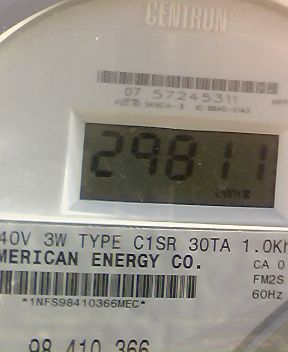 CENTRON®
07 57245311
29811
kWh
40V 3W TYPE C1SR 30TA 1.0Kh
MERICAN ENERGY CO.
CA 0
FM2S
60Hz
*1NFS98410366MEC*
98 410 366